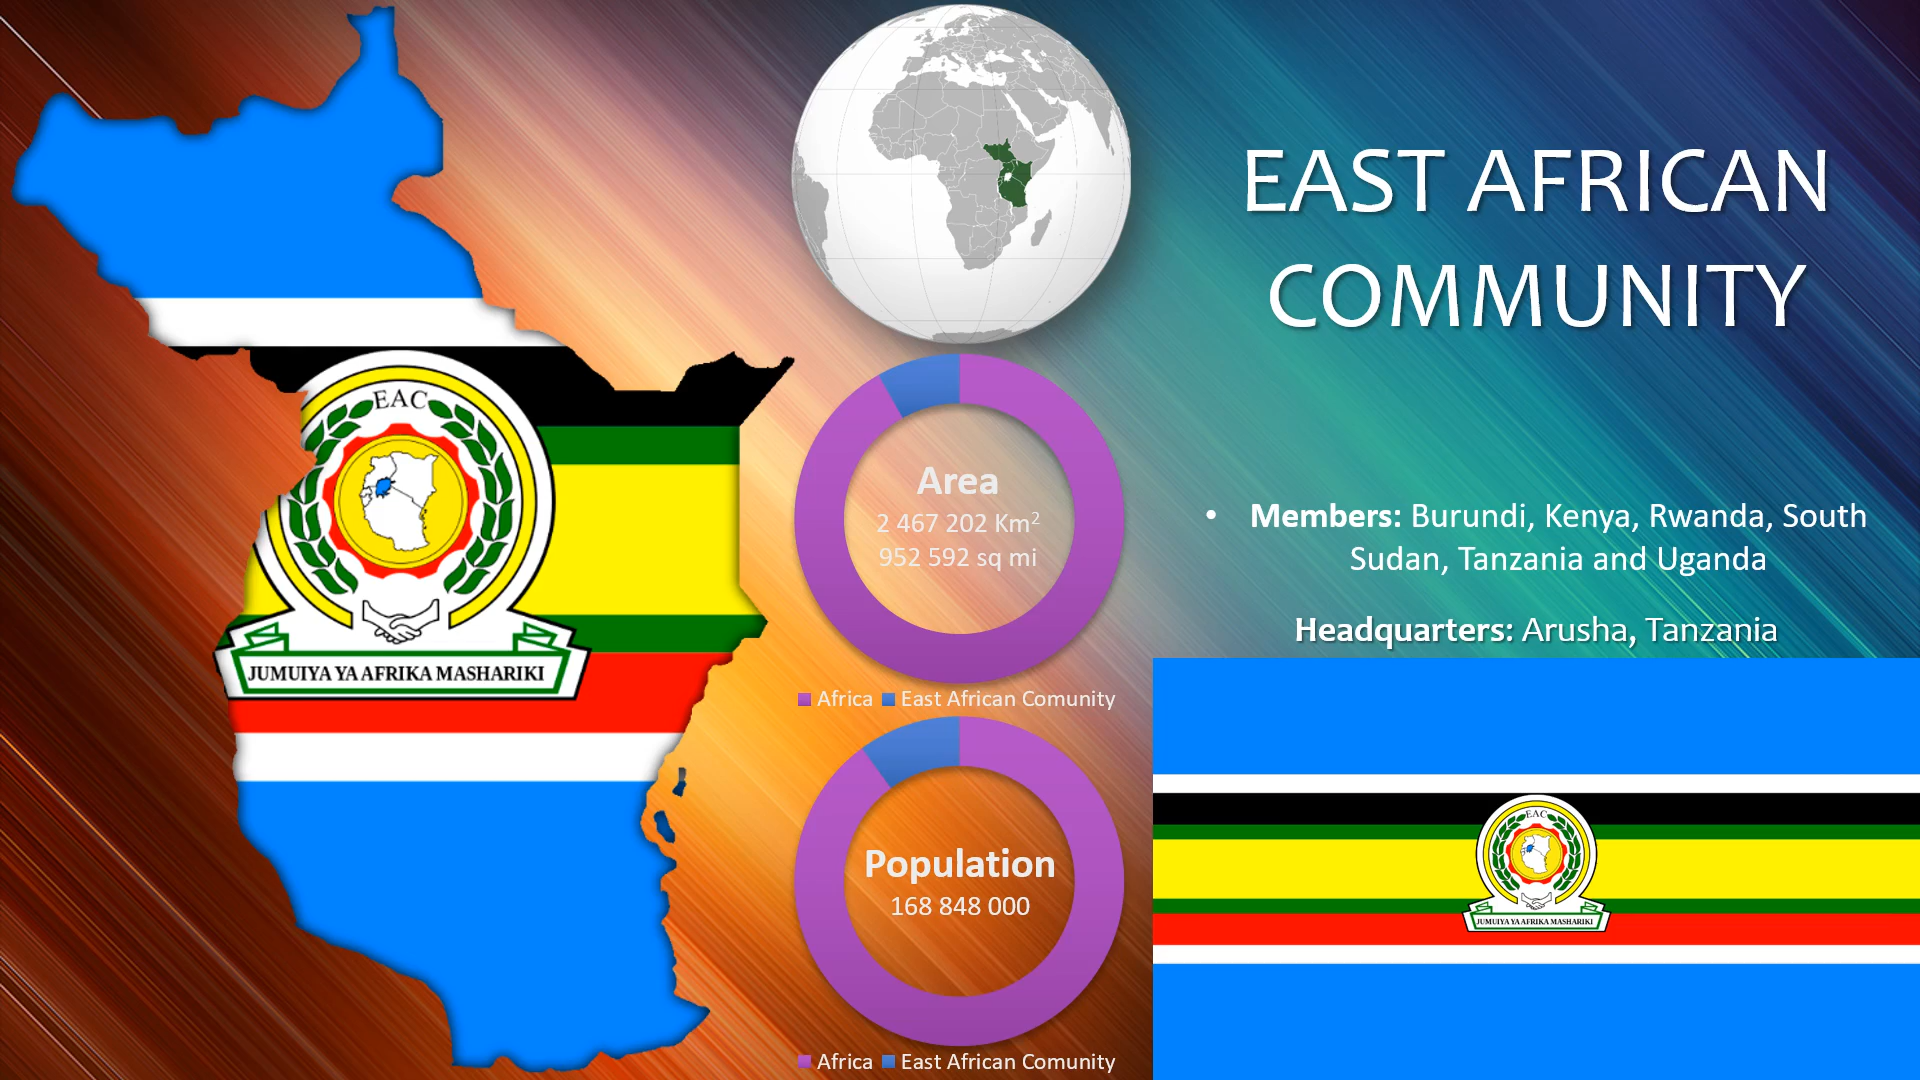 EAST AFRICAN
COMMUNITY
EAC
JUMUIYA YA AFRIKA MASHARIKI
Area
2 467 202 Km²
952 592 sq mi
Africa East African Comunity
Population
168 848 000
Africa East African Comunity
• Members: Burundi, Kenya, Rwanda, South
Sudan, Tanzania and Uganda
Headquarters: Arusha, Tanzania
EAC
JUMUIYA YA AFRIKA MASHARIKI